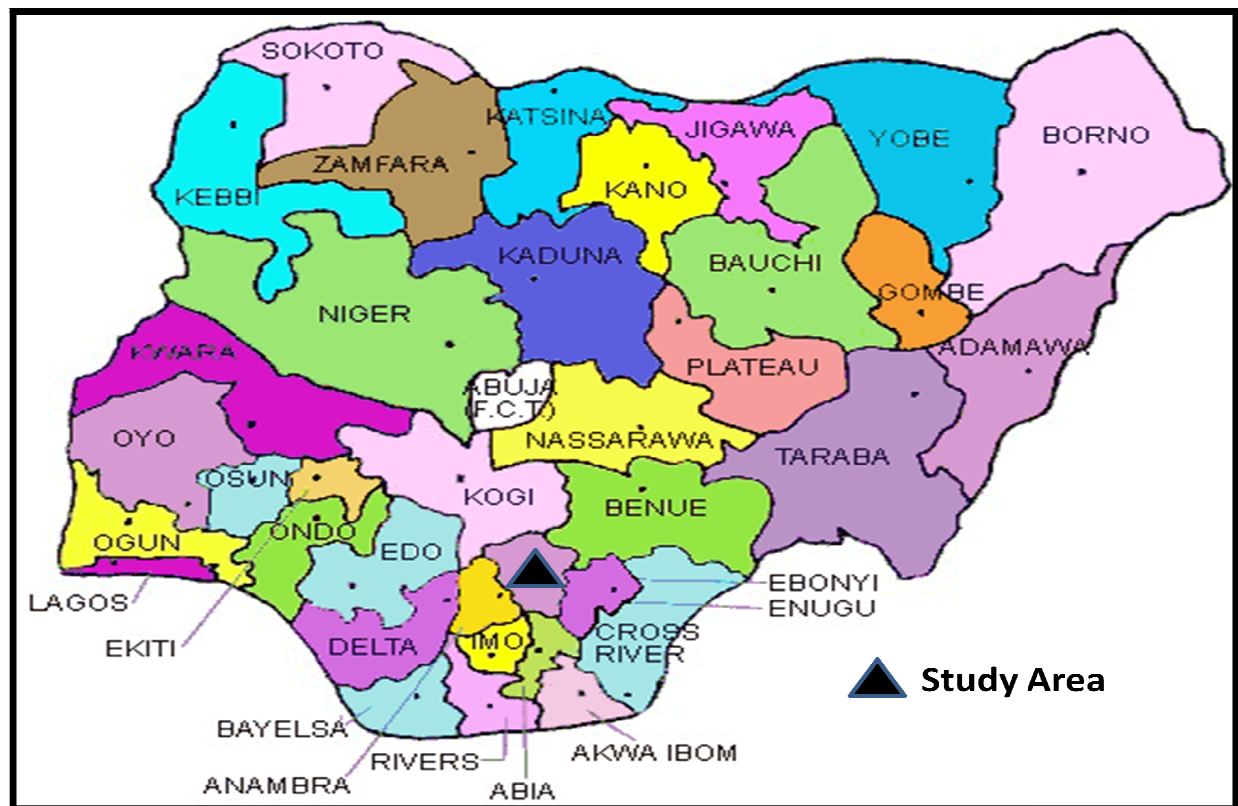 SOKOTO
KATSINA
JIGAWA
YOBE
BORNO
ZAMFARA
KEBBI
KANO
KADUNA
BAUCHI
GOMBE
NIGER
KWARA
ADAMAWA
PLATEAU
ABUJA
(F.C.T.)
OYO
NASSARAWA
TARABA
OSUN
KOGI
BENUE
ONDO
OGUN
EDO
EBONYI
ENUGU
LAGOS
CROSS
RIVER
EKITI
DELTA
IMO
Study Area
BAYELSA
RIVERS
AKWA IBOM
ANAMBRA
ABIA